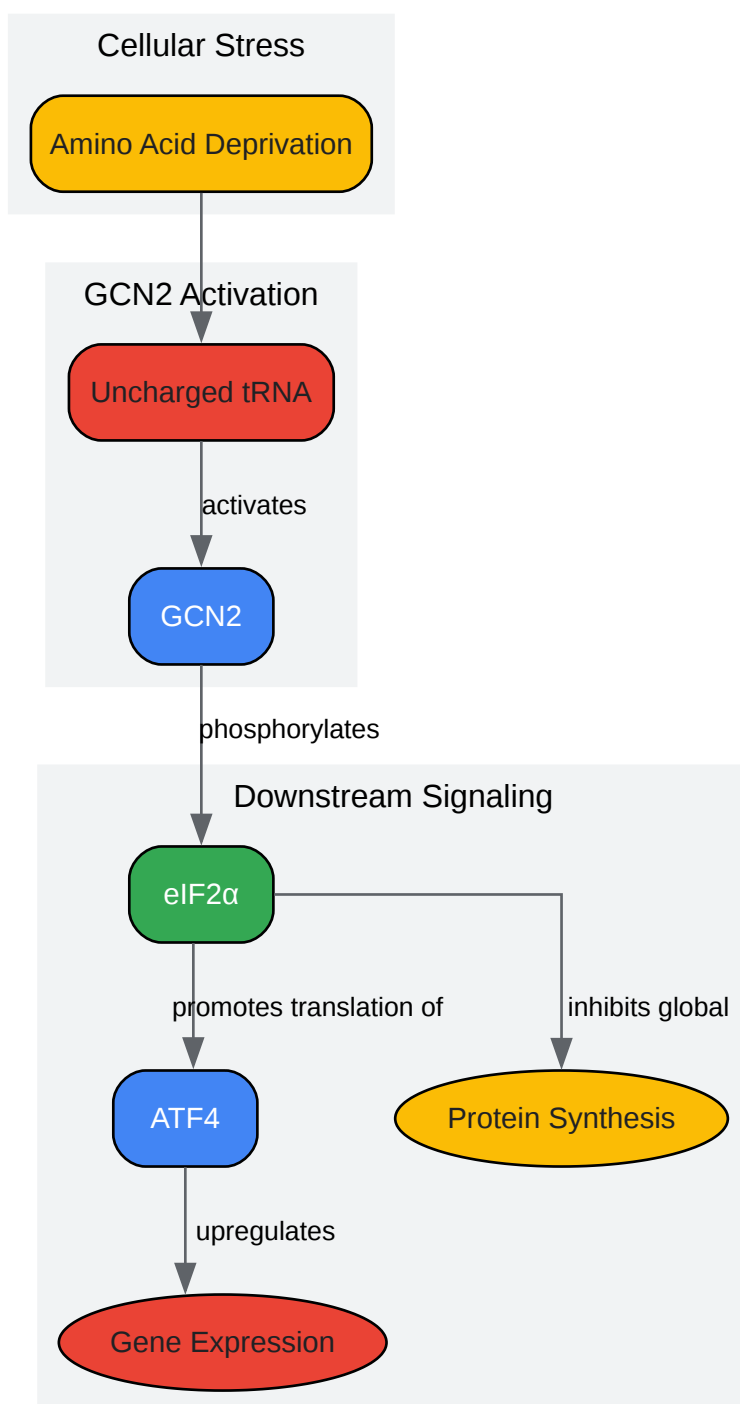 Cellular Stress
Amino Acid Deprivation
GCN2 Activation
Uncharged tRNA
activates
GCN2
phosphorylates
Downstream Signaling
eIF2α
promotes translation of
inhibits global
ATF4
Protein Synthesis
upregulates
Gene Expression